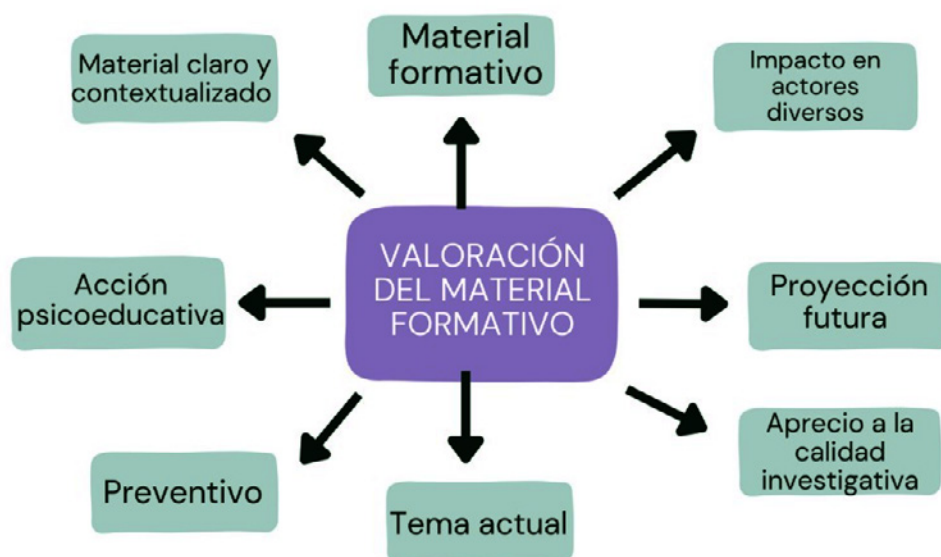 Material
formativo
Material claro y
contextualizado
Impacto en
actores
diversos
VALORACIÓN
DEL MATERIAL
FORMATIVO
Acción
psicoeducativa
Proyección
futura
Preventivo
Tema actual
Aprecio a la
calidad
investigativa